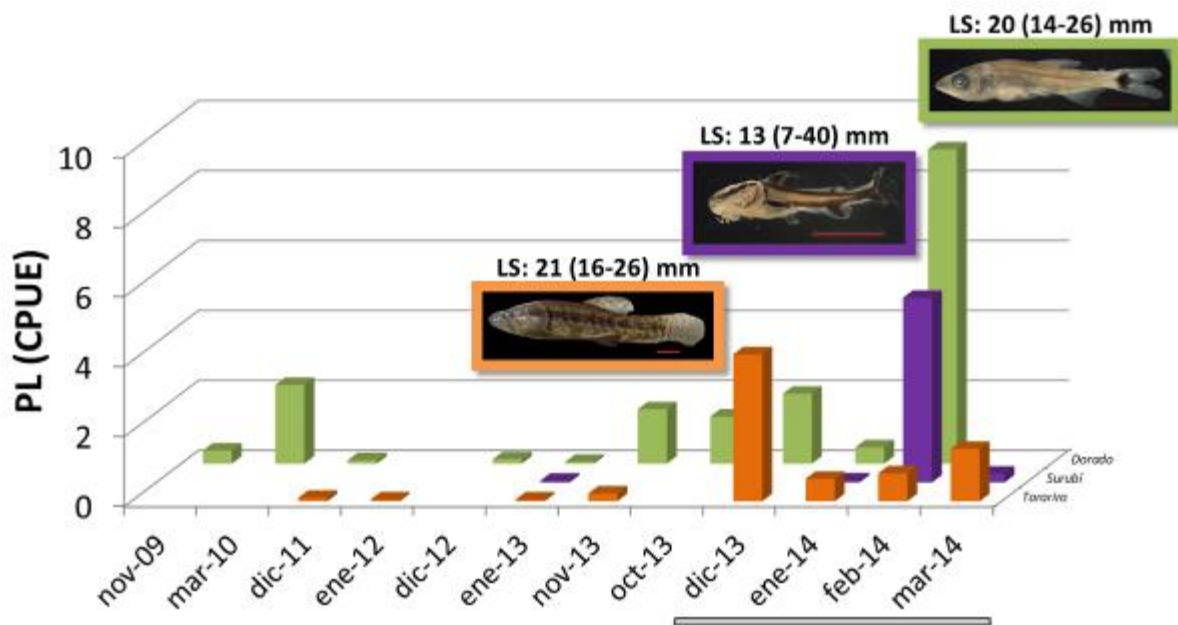 LS: 20 (14-26) mm
LS: 13 (7-40) mm
LS: 21 (16-26) mm
PL (CPUE)
10
8
6
4
2
0
Dorado
Surubí
Tararira
nov-09
mar-10
dic-11
ene-12
dic-12
ene-13
nov-13
oct-13
dic-13
ene-14
feb-14
mar-14